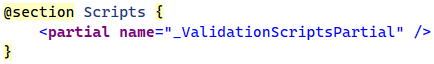 @section Scripts {
    <partial name="_ValidationScriptsPartial" />
}